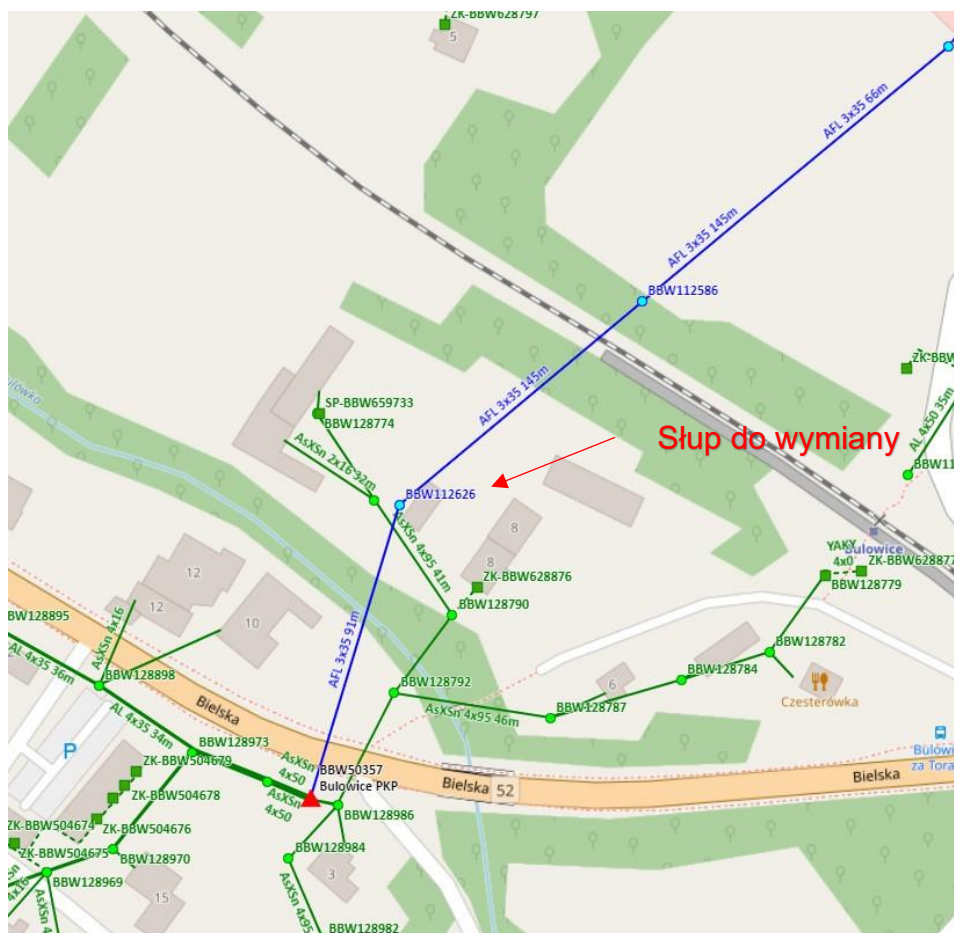 ZK-BBW628797
5
AFL 3x35 66m
AFL 3x35 145m
BBW112586
ZK-BBW
AL 4x50 35m
BBW11
SP-BBW659733
BBW128774
Słup do wymiany
AFL 3x35 145m
AsXSn 2x16 32m
BBW112626
AsXSn 4x95 41m
8
8
Bulowice
YAKY
4x0
ZK-BBW628877
BBW128779
ZK-BBW628876
BBW128790
12
12
10
BBW128895
AsXSn 4x16
AL 4x35 36m
BBW128898
AFL 3x35 91m
BBW128782
BBW128784
6
Czesterówka
BBW128792
AsXSn 4x95 46m
BBW128787
Bielska
AL 4x35 34m
P
BBW128973
AsXSn
4x50
AsXSn
4x50
BBW50357
Bulowice PKP
Bielska
52
Bielska
za Tora
ZK-BBW504679
ZK-BBW504678
ZK-BBW504674
ZK-BBW504676
ZK-BBW504675
BBW128986
BBW128984
BBW128970
BBW128969
4x16
3
15
AsXSn 4x95
BBW128982